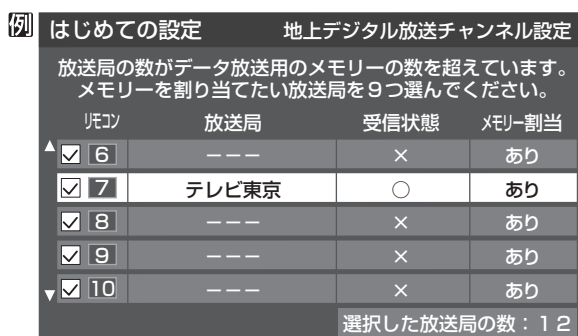 例
はじめての設定 地上デジタル放送チャンネル設定
放送局の数がデータ放送用のメモリーの数を超えています。
メモリーを割り当てたい放送局を9つ選んでください。
リモコン 放送局 受信状態 メモリー割当
▲ ☑ 6 --- × あり
☑ 7 テレビ東京 ○ あり
☑ 8 --- × あり
☑ 9 --- × あり
▼ ☑ 10 --- × あり
選択した放送局の数:12